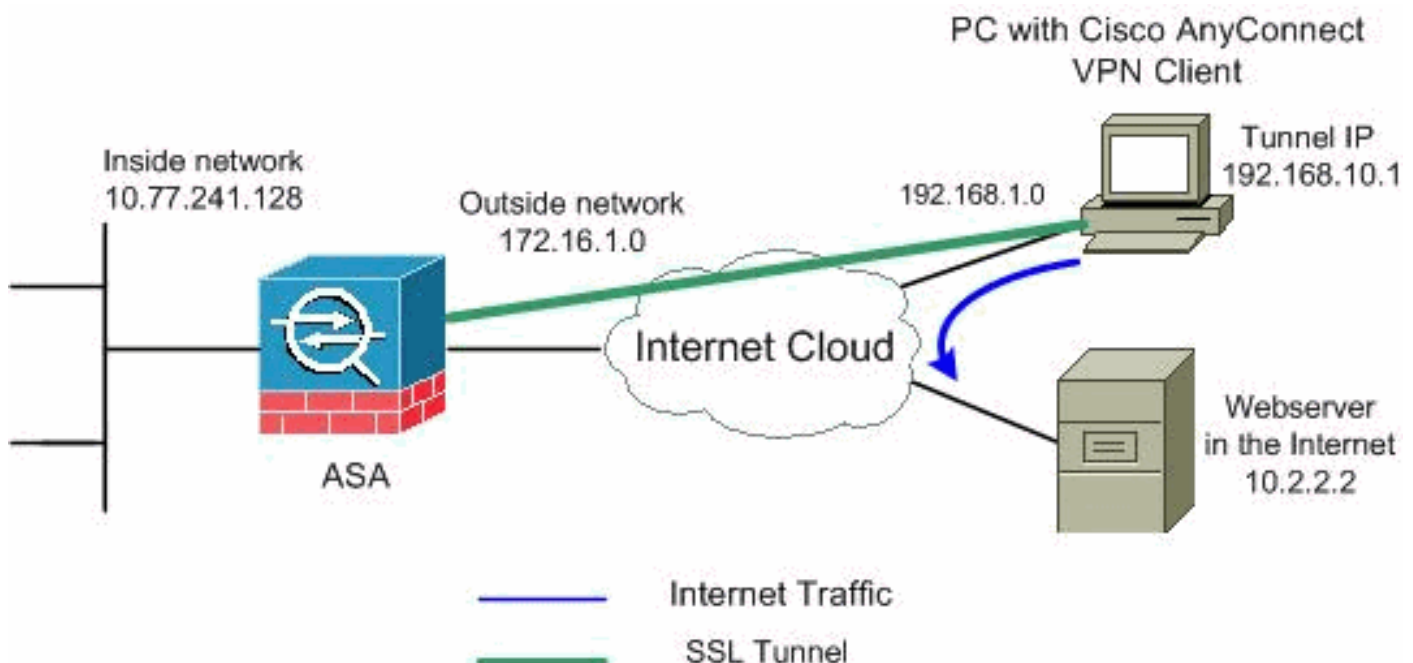 PC with Cisco AnyConnect
VPN Client
Inside network
10.77.241.128
Outside network
172.16.1.0
192.168.1.0
Tunnel IP
192.168.10.1
Internet Cloud
ASA
Webserver
in the Internet
10.2.2.2
Internet Traffic
SSL Tunnel